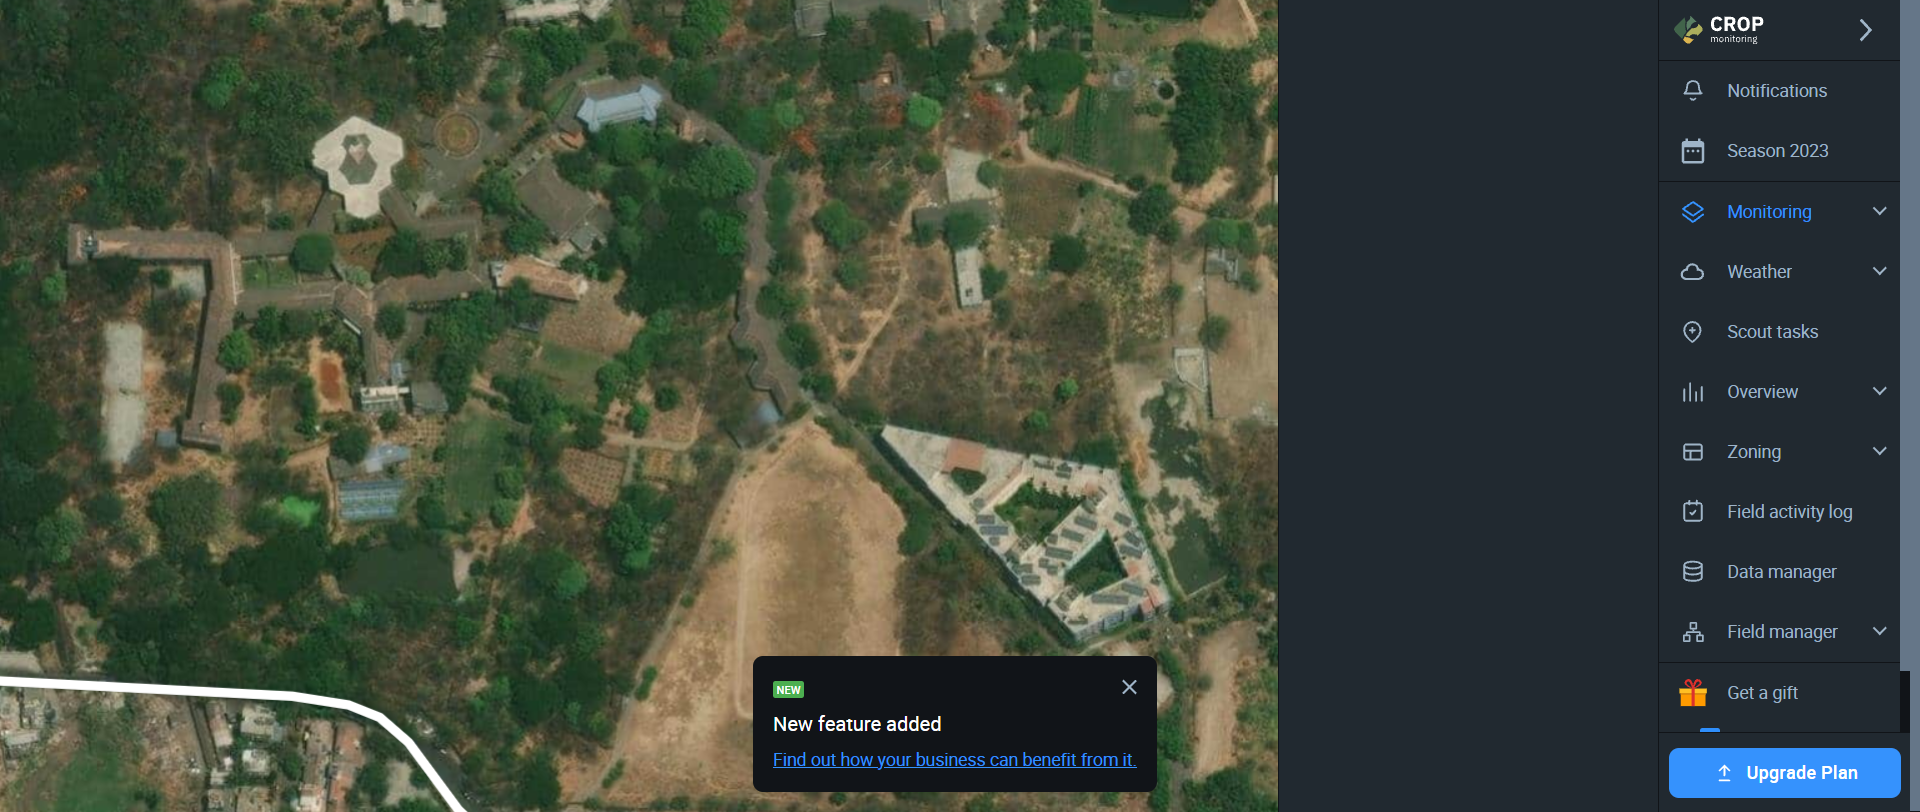 CROP
monitoring
Notifications
Season 2023
Monitoring
Weather
Scout tasks
Overview
Zoning
Field activity log
Data manager
Field manager
Get a gift
Upgrade Plan
NEW
New feature added
Find out how your business can benefit from it.